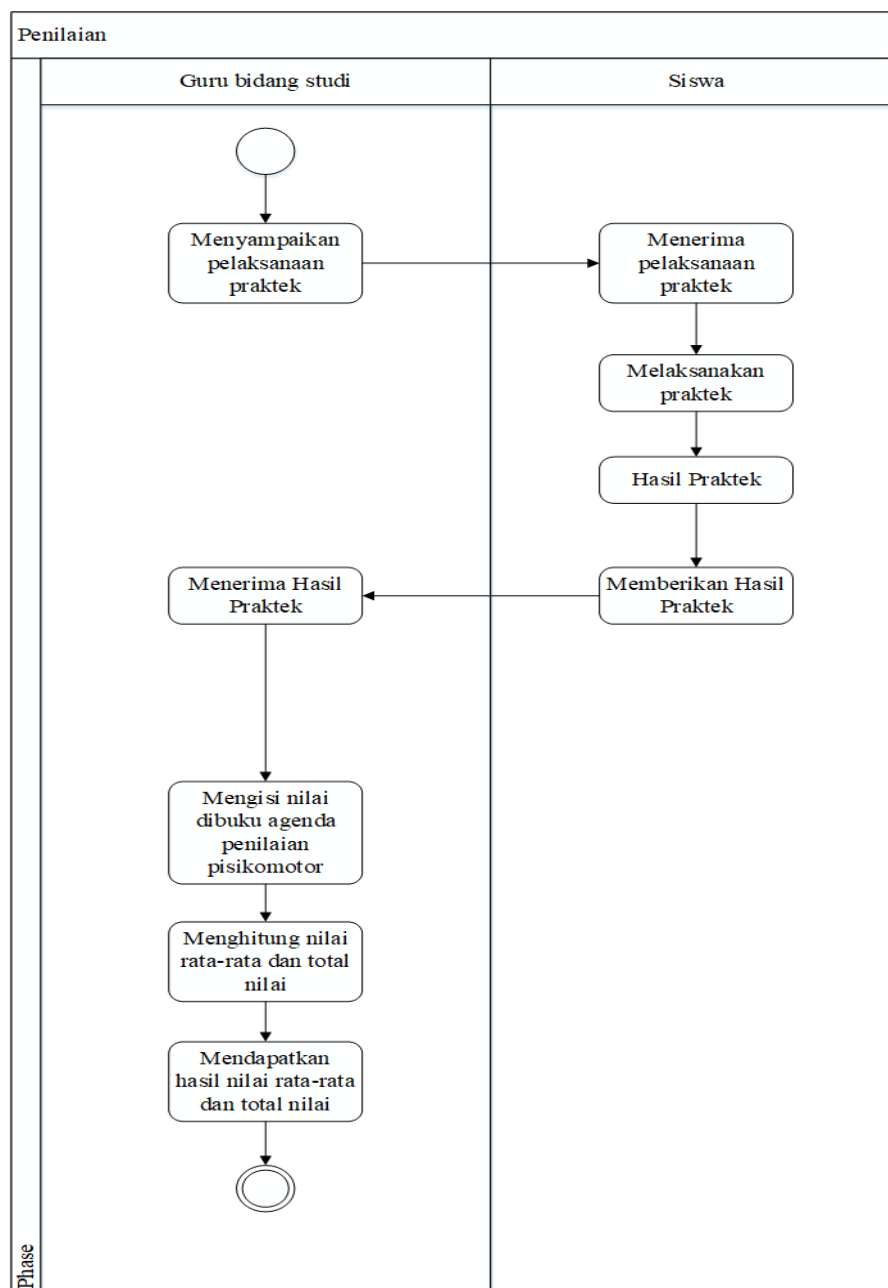 Penilaian
Guru bidang studi
Siswa
Menyampaikan
pelaksanaan
praktek
Menerima
pelaksanaan
praktek
Melaksanakan
praktek
Hasil Praktek
Memberikan Hasil
Praktek
Menerima Hasil
Praktek
Mengisi nilai
dibuku agenda
penilaian
pisikomotor
Menghitung nilai
rata-rata dan total
nilai
Mendapatkan
hasil nilai rata-rata
dan total nilai
Phase